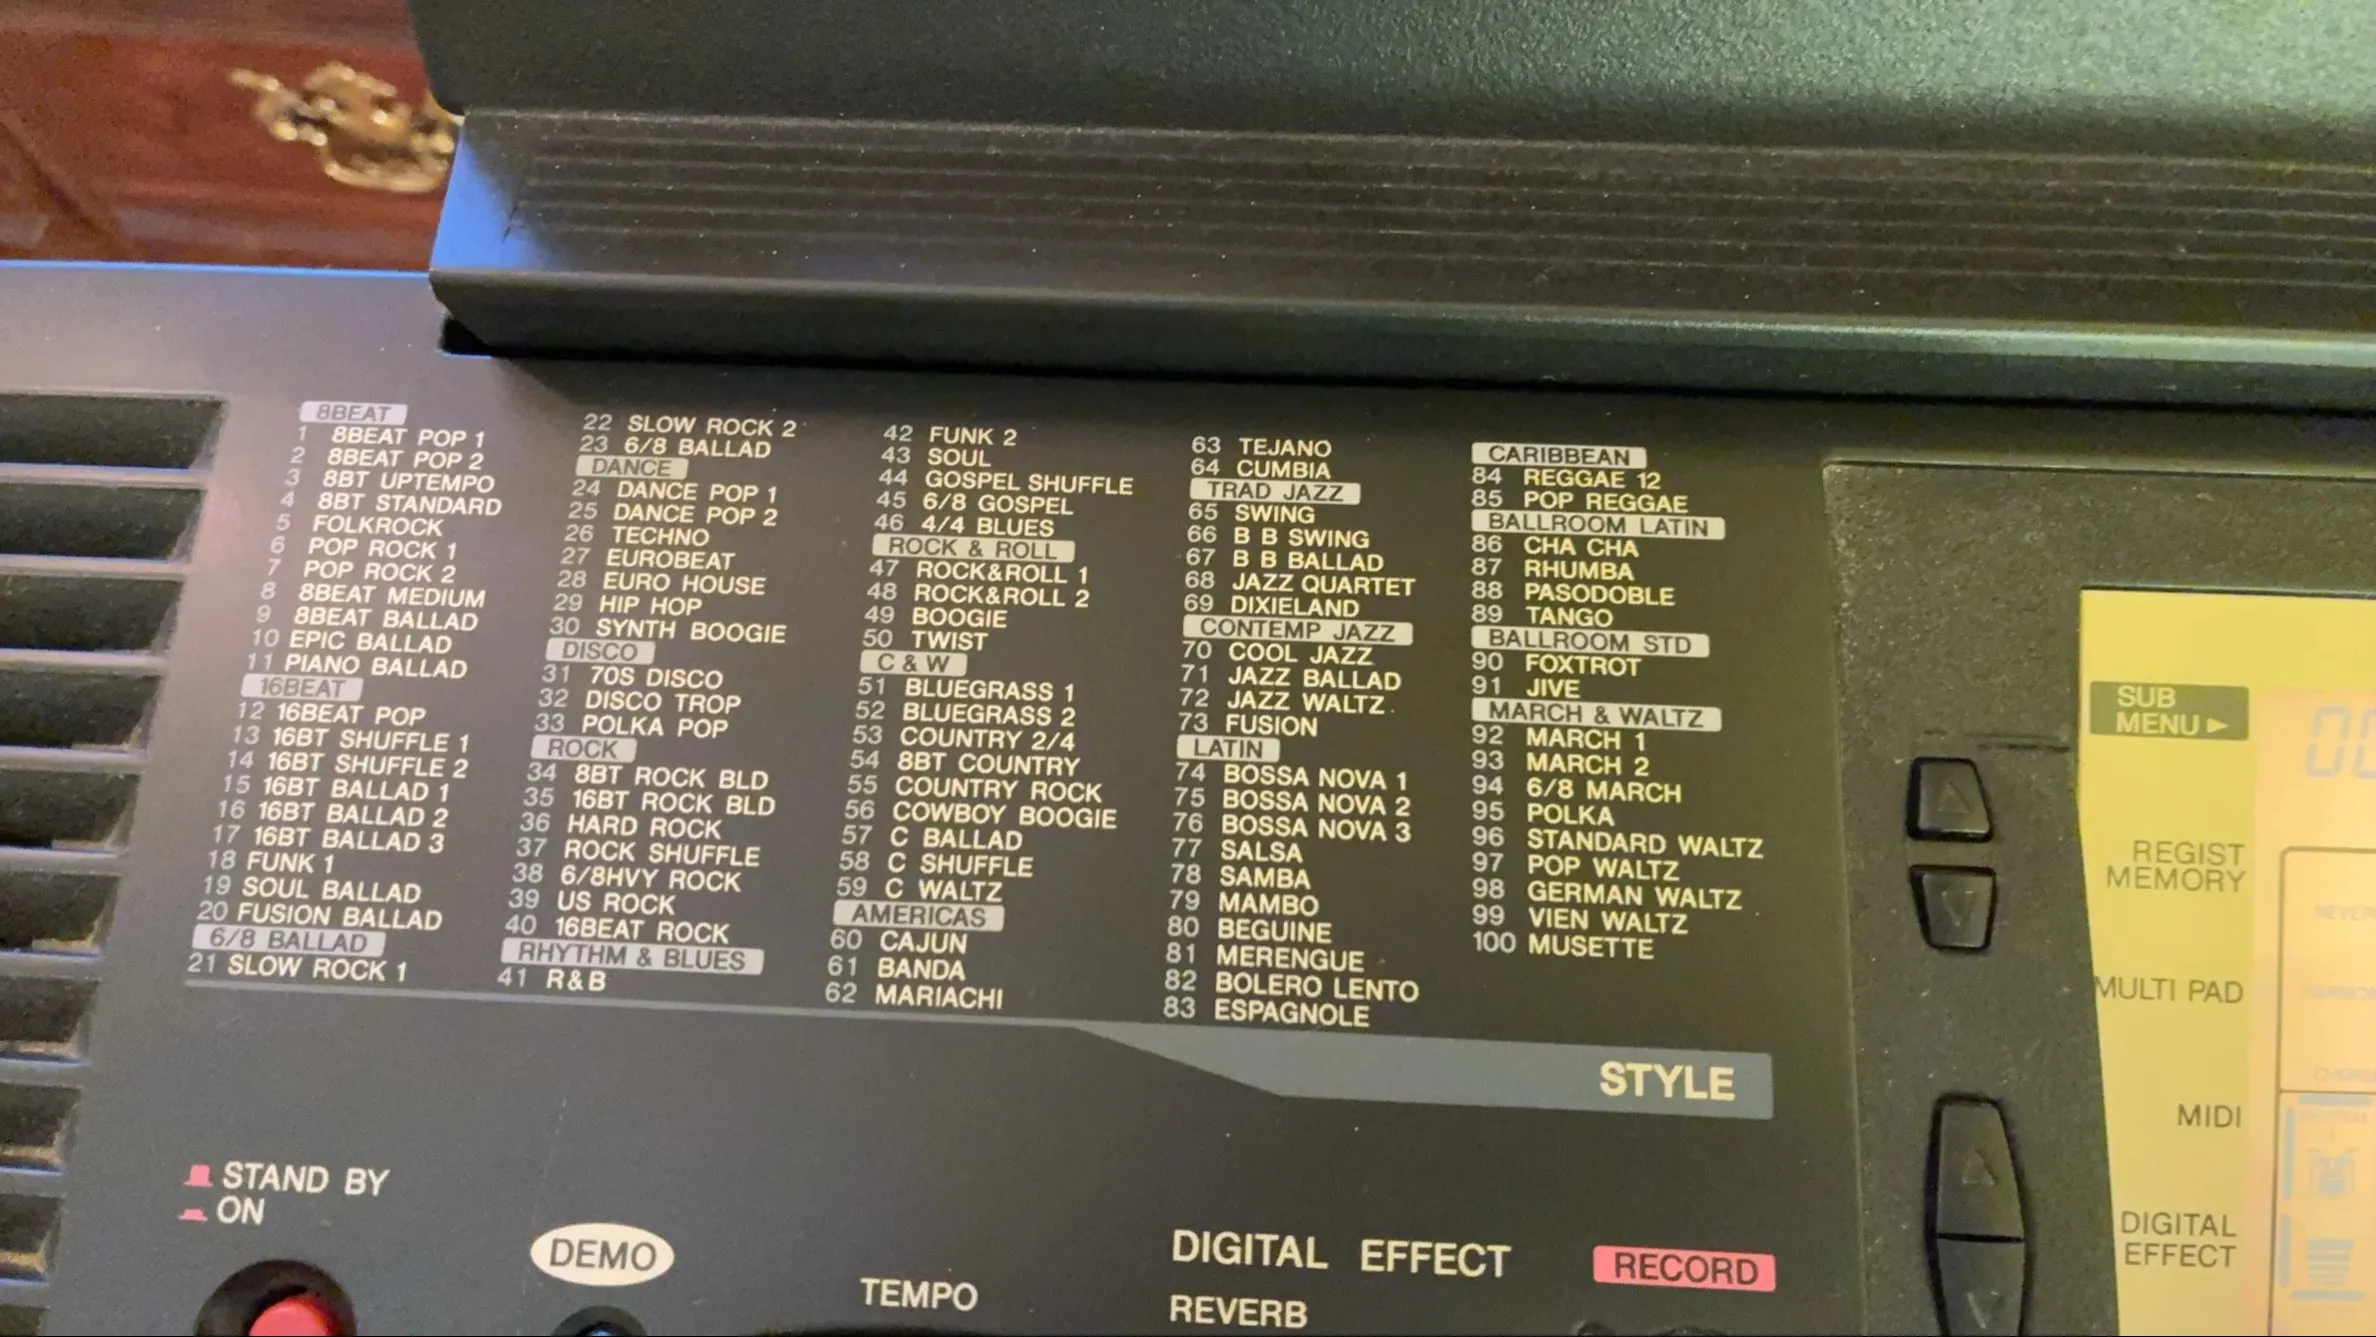 8BEAT
1 8BEAT POP 1
2 8BEAT POP 2
3 8BT UPTEMPO
4 8BT STANDARD
5 FOLKROCK
6 POP ROCK 1
7 POP ROCK 2
8 8BEAT MEDIUM
9 8BEAT BALLAD
10 EPIC BALLAD
11 PIANO BALLAD
16BEAT
12 16BEAT POP
13 16BT SHUFFLE 1
14 16BT SHUFFLE 2
15 16BT BALLAD 1
16 16BT BALLAD 2
17 16BT BALLAD 3
18 FUNK 1
19 SOUL BALLAD
20 FUSION BALLAD
6/8 BALLAD
21 SLOW ROCK 1
22 SLOW ROCK 2
23 6/8 BALLAD
DANCE
24 DANCE POP 1
25 DANCE POP 2
26 TECHNO
27 EUROBEAT
28 EURO HOUSE
29 HIP HOP
30 SYNTH BOOGIE
DISCO
31 70S DISCO
32 DISCO TROP
33 POLKA POP
ROCK
34 8BT ROCK BLD
35 16BT ROCK BLD
36 HARD ROCK
37 ROCK SHUFFLE
38 6/8HVY ROCK
39 US ROCK
40 16BEAT ROCK
RHYTHM & BLUES
41 R&B
42 FUNK 2
43 SOUL
44 GOSPEL SHUFFLE
45 6/8 GOSPEL
46 4/4 BLUES
ROCK & ROLL
47 ROCK&ROLL 1
48 ROCK&ROLL 2
49 BOOGIE
50 TWIST
C & W
51 BLUEGRASS 1
52 BLUEGRASS 2
53 COUNTRY 2/4
54 8BT COUNTRY
55 COUNTRY ROCK
56 COWBOY BOOGIE
57 C BALLAD
58 C SHUFFLE
59 C WALTZ
AMERICAS
60 CAJUN
61 BANDA
62 MARIACHI
63 TEJANO
64 CUMBIA
TRAD JAZZ
65 SWING
66 B B SWING
67 B B BALLAD
68 JAZZ QUARTET
69 DIXIELAND
CONTEMP JAZZ
70 COOL JAZZ
71 JAZZ BALLAD
72 JAZZ WALTZ
73 FUSION
LATIN
74 BOSSA NOVA 1
75 BOSSA NOVA 2
76 BOSSA NOVA 3
77 SALSA
78 SAMBA
79 MAMBO
80 BEGUINE
81 MERENGUE
82 BOLERO LENTO
83 ESPAGNOLE
CARIBBEAN
84 REGGAE 12
85 POP REGGAE
BALLROOM LATIN
86 CHA CHA
87 RHUMBA
88 PASODOBLE
89 TANGO
BALLROOM STD
90 FOXTROT
91 JIVE
MARCH & WALTZ
92 MARCH 1
93 MARCH 2
94 6/8 MARCH
95 POLKA
96 STANDARD WALTZ
97 POP WALTZ
98 GERMAN WALTZ
99 VIEN WALTZ
100 MUSETTE
STYLE
STAND BY
ON
DEMO
TEMPO
DIGITAL EFFECT
REVERB
RECORD
SUB
MENU
REGIST
MEMORY
MULTI PAD
MIDI
DIGITAL
EFFECT